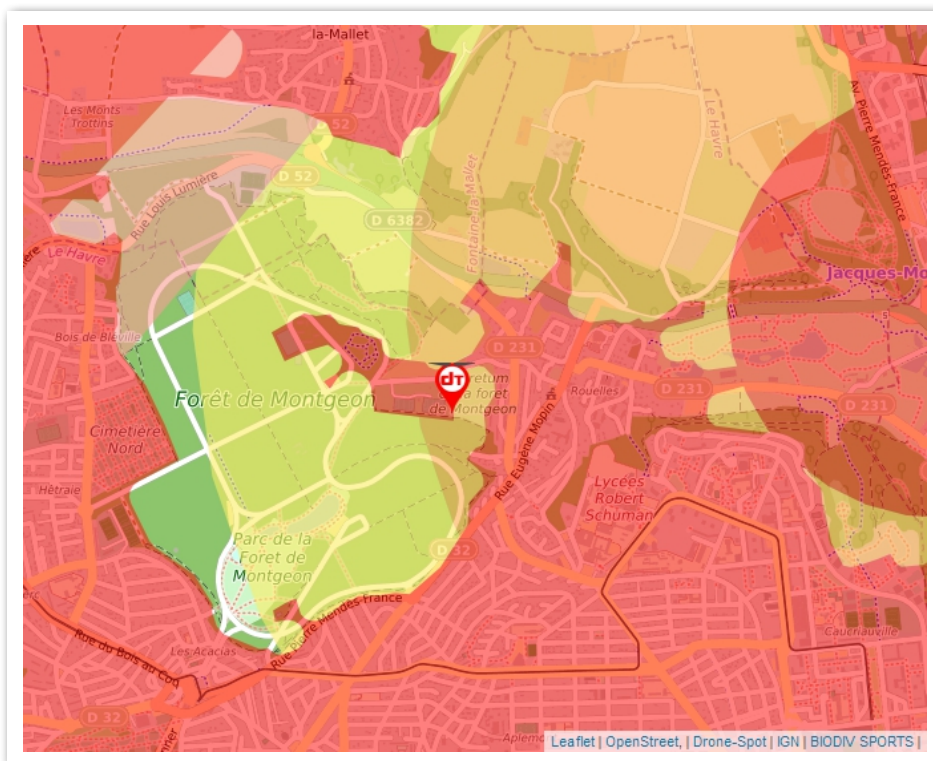 la-Mallet
Les Monts
Trottins
D 52
Av. Pierre Mendès-France
Le Havre
Rue Louis Lumière
D 52
Fontaine-la-Mallet
D 6382
Le Havre
Jacques-Mo
Bois de Bléville
D 231
Forêt de Montgeon
retum
la forêt
de Montgeon
Rouelles
D 231
D 231
Cimetière
Nord
Rue Eugène Mopin
Hêtraie
Lycées
Robert
Schuman
Parc de la
Foret de
Montgeon
D 32
Rue Pierre Mendès-France
Rue du Bois au Coq
Les Acacias
Caucriauville
D 32
Aplemo
Leaflet | OpenStreet, | Drone-Spot | IGN | BIODIV SPORTS |